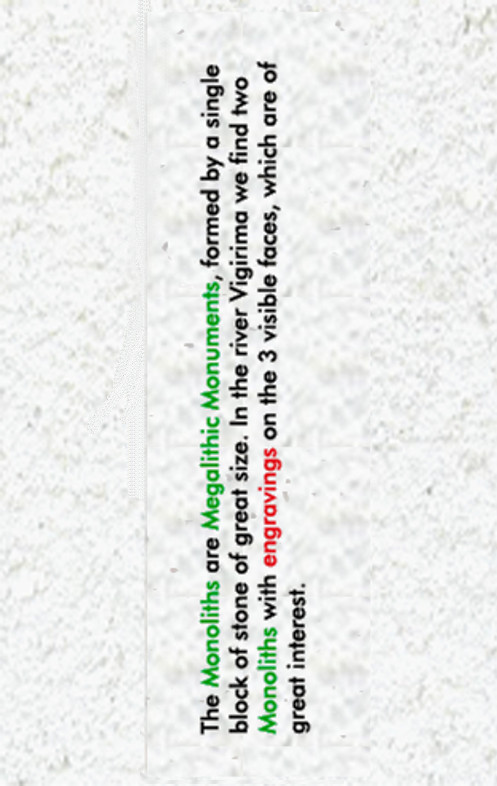 The Monoliths are Megalithic Monuments, formed by a single
block of stone of great size. In the river Vigirima we find two
Monoliths with engravings on the 3 visible faces, which are of
great interest.